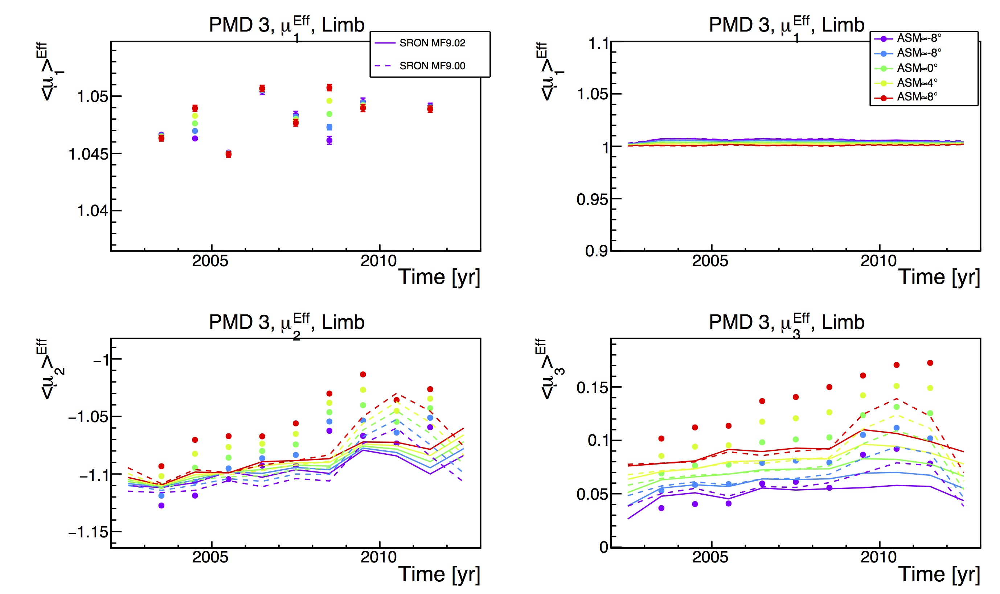 PMD 3, μ₁ᴱᶠᶠ, Limb
<μ₁>ᴱᶠᶠ
SRON MF9.02
SRON MF9.00
1.05
1.045
1.04
2005
2010
Time [yr]
PMD 3, μ₁ᴱᶠᶠ, Limb
<μ₁>ᴱᶠᶠ
ASM≈-8°
ASM≈-8°
ASM≈0°
ASM≈4°
ASM≈8°
1.1
1.05
1
0.95
0.9
2005
2010
Time [yr]
PMD 3, μ₂ᴱᶠᶠ, Limb
<μ₂>ᴱᶠᶠ
−1
−1.05
−1.1
−1.15
2005
2010
Time [yr]
PMD 3, μ₃ᴱᶠᶠ, Limb
<μ₃>ᴱᶠᶠ
0.15
0.1
0.05
0
2005
2010
Time [yr]